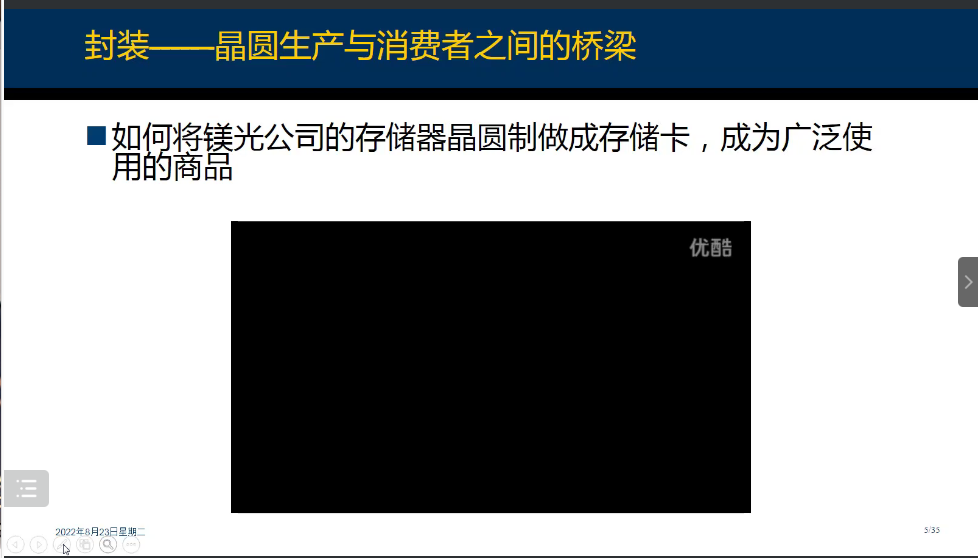 封装——晶圆生产与消费者之间的桥梁
如何将镁光公司的存储器晶圆制做成存储卡，成为广泛使
用的商品
优酷
2022年8月23日星期二
5/35